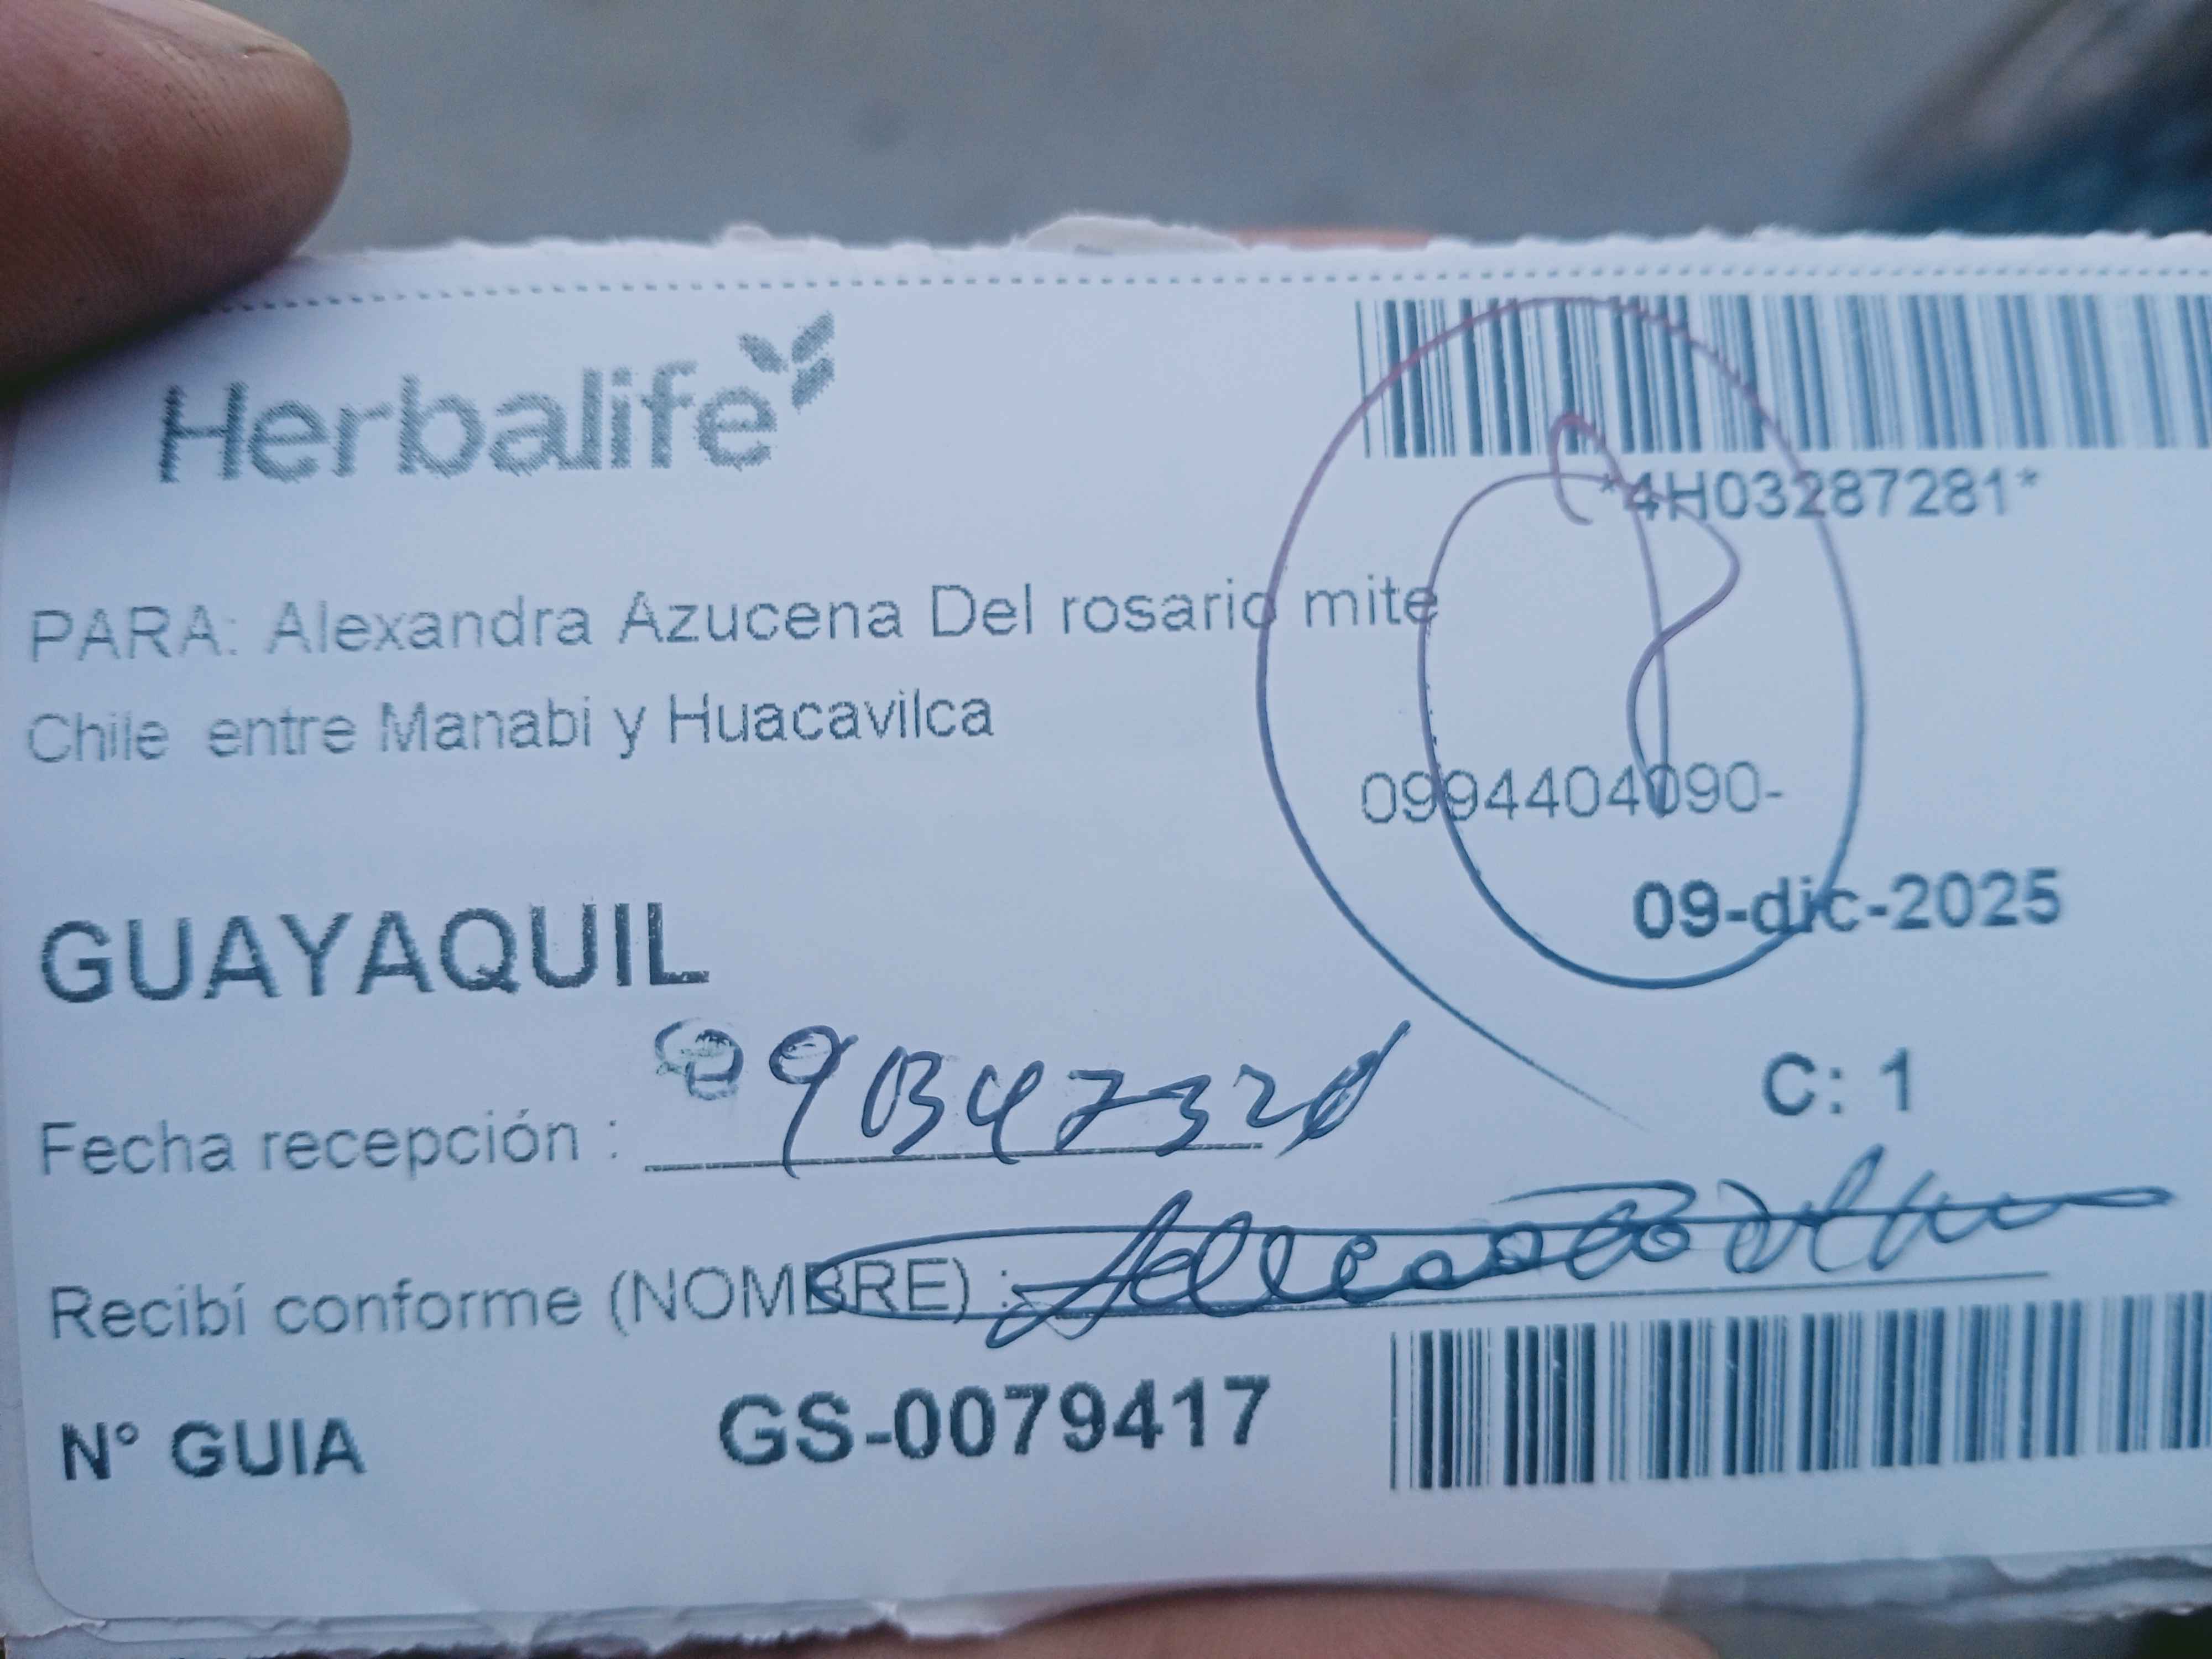 Herbalife
*4H03287281*
PARA: Alexandra Azucena Del rosario mite
Chile entre Manabi y Huacavilca
0994404090-
GUAYAQUIL
09-dic-2025
C: 1
Fecha recepción :
Recibí conforme (NOMBRE) :
N° GUIA GS-0079417